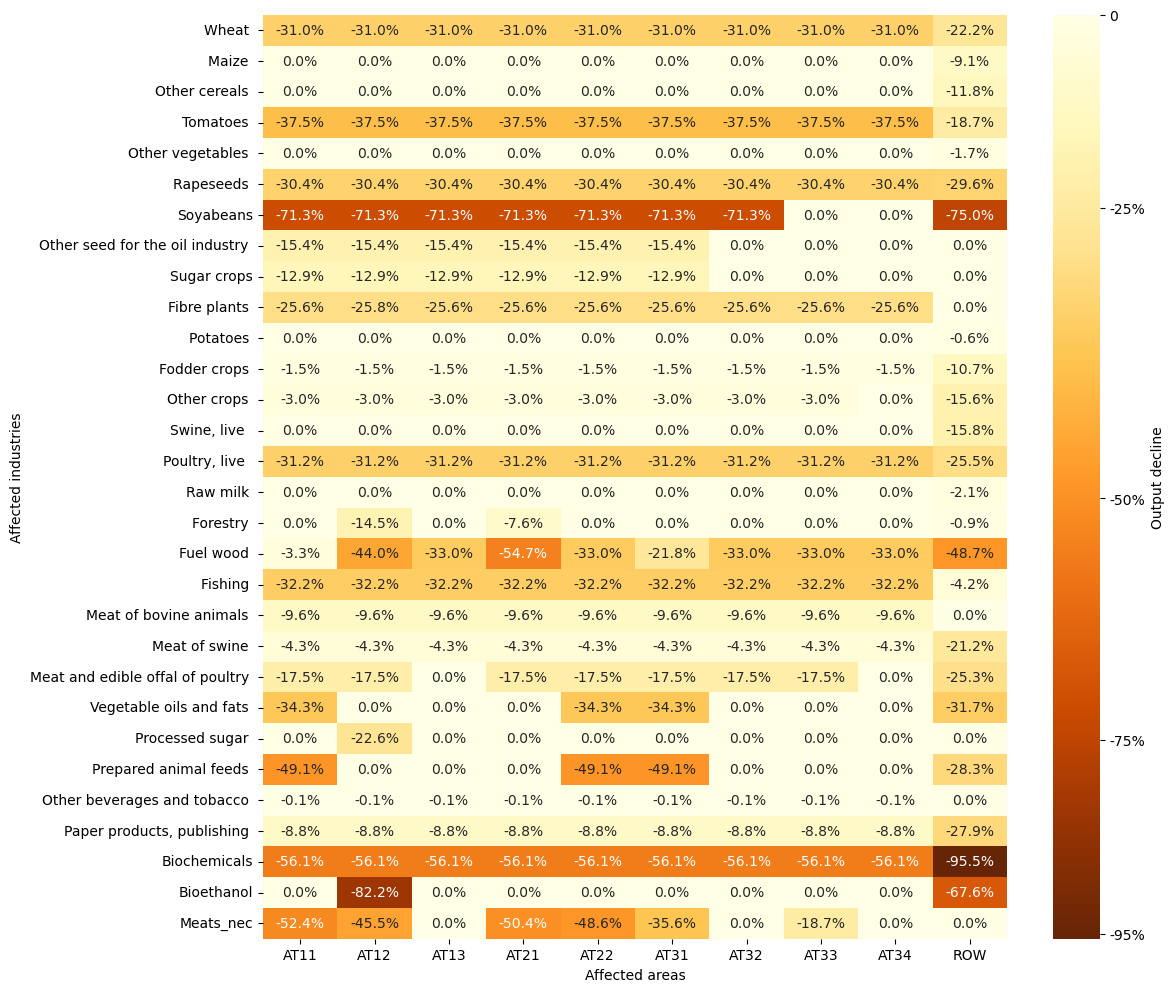 Wheat -31.0% -31.0% -31.0% -31.0% -31.0% -31.0% -31.0% -31.0% -31.0% -22.2%
Maize 0.0% 0.0% 0.0% 0.0% 0.0% 0.0% 0.0% 0.0% 0.0% -9.1%
Other cereals 0.0% 0.0% 0.0% 0.0% 0.0% 0.0% 0.0% 0.0% 0.0% -11.8%
Tomatoes -37.5% -37.5% -37.5% -37.5% -37.5% -37.5% -37.5% -37.5% -37.5% -18.7%
Other vegetables 0.0% 0.0% 0.0% 0.0% 0.0% 0.0% 0.0% 0.0% 0.0% -1.7%
Rapeseeds -30.4% -30.4% -30.4% -30.4% -30.4% -30.4% -30.4% -30.4% -30.4% -29.6%
Soyabeans -71.3% -71.3% -71.3% -71.3% -71.3% -71.3% -71.3% 0.0% 0.0% -75.0%
Other seed for the oil industry -15.4% -15.4% -15.4% -15.4% -15.4% -15.4% 0.0% 0.0% 0.0% 0.0%
Sugar crops -12.9% -12.9% -12.9% -12.9% -12.9% -12.9% 0.0% 0.0% 0.0% 0.0%
Fibre plants -25.6% -25.8% -25.6% -25.6% -25.6% -25.6% -25.6% -25.6% -25.6% 0.0%
Potatoes 0.0% 0.0% 0.0% 0.0% 0.0% 0.0% 0.0% 0.0% 0.0% -0.6%
Fodder crops -1.5% -1.5% -1.5% -1.5% -1.5% -1.5% -1.5% -1.5% -1.5% -10.7%
Other crops -3.0% -3.0% -3.0% -3.0% -3.0% -3.0% -3.0% -3.0% 0.0% -15.6%
Swine, live 0.0% 0.0% 0.0% 0.0% 0.0% 0.0% 0.0% 0.0% 0.0% -15.8%
Poultry, live -31.2% -31.2% -31.2% -31.2% -31.2% -31.2% -31.2% -31.2% -31.2% -25.5%
Raw milk 0.0% 0.0% 0.0% 0.0% 0.0% 0.0% 0.0% 0.0% 0.0% -2.1%
Forestry 0.0% -14.5% 0.0% -7.6% 0.0% 0.0% 0.0% 0.0% 0.0% -0.9%
Fuel wood -3.3% -44.0% -33.0% -54.7% -33.0% -21.8% -33.0% -33.0% -33.0% -48.7%
Fishing -32.2% -32.2% -32.2% -32.2% -32.2% -32.2% -32.2% -32.2% -32.2% -4.2%
Meat of bovine animals -9.6% -9.6% -9.6% -9.6% -9.6% -9.6% -9.6% -9.6% -9.6% 0.0%
Meat of swine -4.3% -4.3% -4.3% -4.3% -4.3% -4.3% -4.3% -4.3% -4.3% -21.2%
Meat and edible offal of poultry -17.5% -17.5% 0.0% -17.5% -17.5% -17.5% -17.5% -17.5% 0.0% -25.3%
Vegetable oils and fats -34.3% 0.0% 0.0% 0.0% -34.3% -34.3% 0.0% 0.0% 0.0% -31.7%
Processed sugar 0.0% -22.6% 0.0% 0.0% 0.0% 0.0% 0.0% 0.0% 0.0% 0.0%
Prepared animal feeds -49.1% 0.0% 0.0% 0.0% -49.1% -49.1% 0.0% 0.0% 0.0% -28.3%
Other beverages and tobacco -0.1% -0.1% -0.1% -0.1% -0.1% -0.1% -0.1% -0.1% -0.1% 0.0%
Paper products, publishing -8.8% -8.8% -8.8% -8.8% -8.8% -8.8% -8.8% -8.8% -8.8% -27.9%
Biochemicals -56.1% -56.1% -56.1% -56.1% -56.1% -56.1% -56.1% -56.1% -56.1% -95.5%
Bioethanol 0.0% -82.2% 0.0% 0.0% 0.0% 0.0% 0.0% 0.0% 0.0% -67.6%
Meats_nec -52.4% -45.5% 0.0% -50.4% -48.6% -35.6% 0.0% -18.7% 0.0% 0.0%
AT11 AT12 AT13 AT21 AT22 AT31 AT32 AT33 AT34 ROW
Affected areas
Affected industries
0
-25%
-50%
-75%
-95%
Output decline